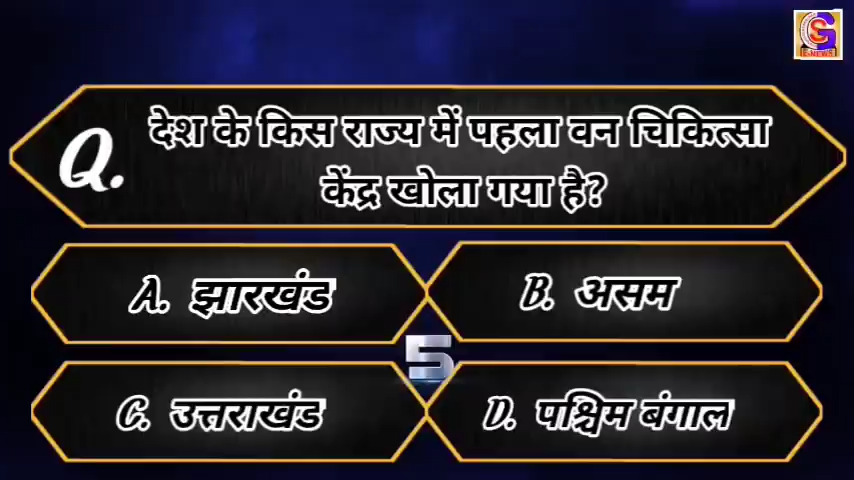 Q. देश के किस राज्य में पहला वन चिकित्सा
केंद्र खोला गया है?
A. झारखंड
B. असम
5
C. उत्तराखंड
D. पश्चिम बंगाल